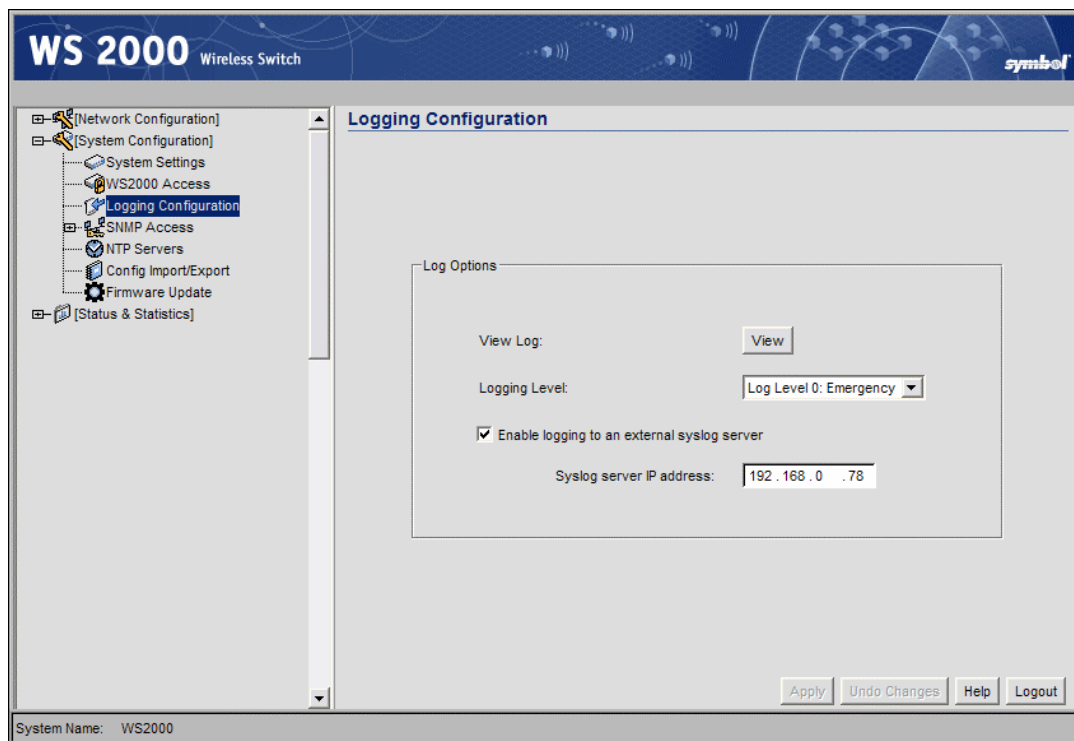 WS 2000 Wireless Switch
symbol
[Network Configuration]
[System Configuration]
System Settings
WS2000 Access
Logging Configuration
SNMP Access
NTP Servers
Config Import/Export
Firmware Update
[Status & Statistics]
Logging Configuration
Log Options
View Log:
View
Logging Level:
Log Level 0: Emergency
Enable logging to an external syslog server
Syslog server IP address:
192 . 168 . 0 . 78
Apply
Undo Changes
Help
Logout
System Name: WS2000